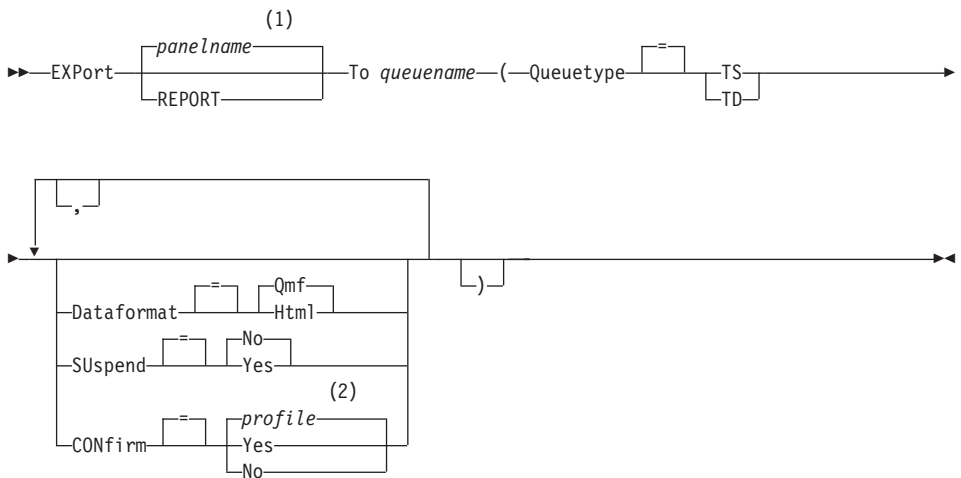 (1)
panelname
EXPort To queuename ( Queuetype = TS
REPORT TD
,
Dataformat = Qmf
Html )
SUspend = No
Yes
(2)
CONfirm = profile
Yes
No